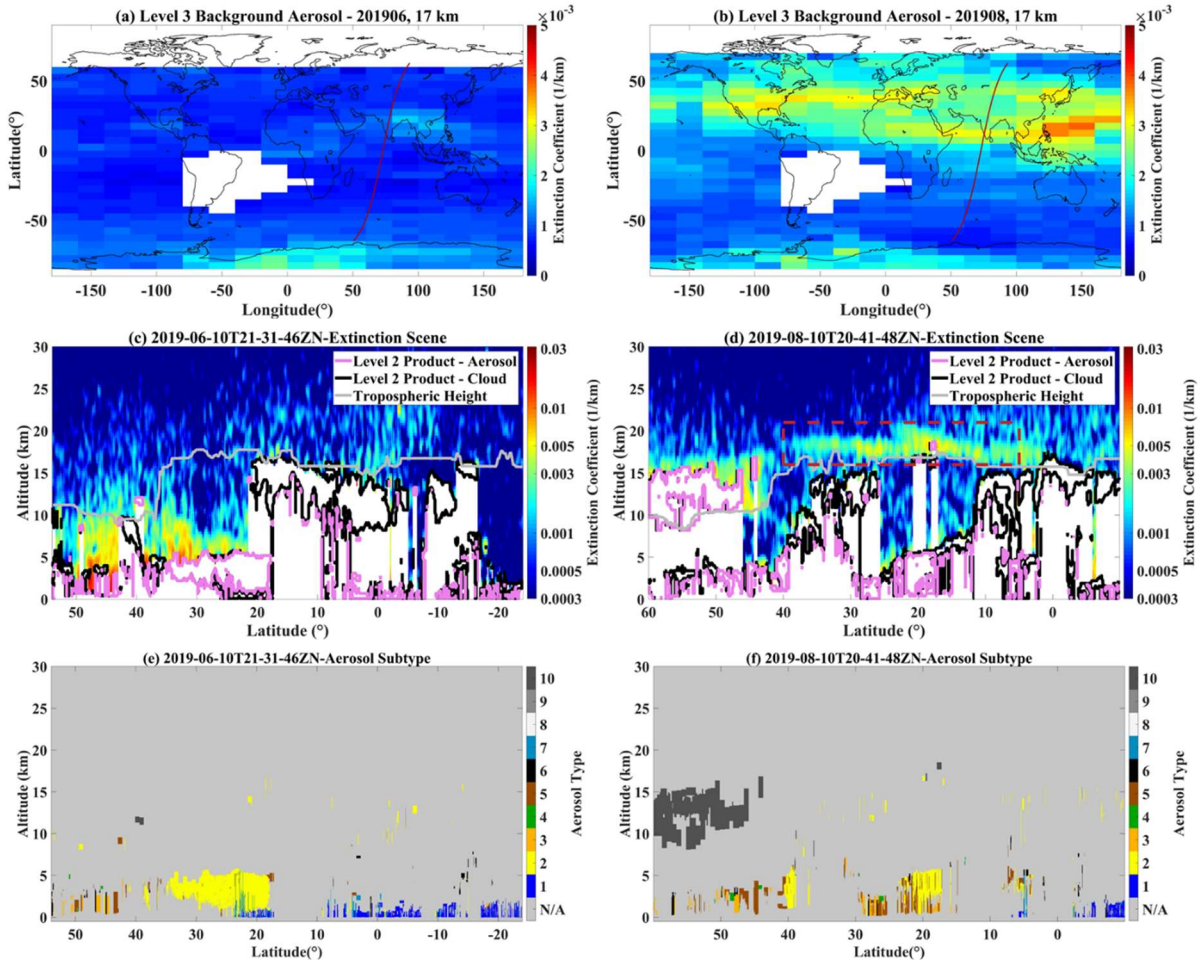 (a) Level 3 Background Aerosol - 201906, 17 km
×10⁻³
5
4
3
2
1
0
Extinction Coefficient (1/km)
50
0
-50
Latitude(°)
-150 -100 -50 0 50 100 150
Longitude(°)
(b) Level 3 Background Aerosol - 201908, 17 km
×10⁻³
5
4
3
2
1
0
Extinction Coefficient (1/km)
50
0
-50
Latitude(°)
-150 -100 -50 0 50 100 150
Longitude(°)
(c) 2019-06-10T21-31-46ZN-Extinction Scene
Level 2 Product - Aerosol
Level 2 Product - Cloud
Tropospheric Height
30
25
20
15
10
5
0
Altitude (km)
50 40 30 20 10 0 -10 -20
Latitude (°)
0.03
0.01
0.005
0.003
0.001
0.0005
0.0003
Extinction Coefficient (1/km)
(d) 2019-08-10T20-41-48ZN-Extinction Scene
Level 2 Product - Aerosol
Level 2 Product - Cloud
Tropospheric Height
30
25
20
15
10
5
0
Altitude (km)
60 50 40 30 20 10 0
Latitude (°)
0.03
0.01
0.005
0.003
0.001
0.0005
0.0003
Extinction Coefficient (1/km)
(e) 2019-06-10T21-31-46ZN-Aerosol Subtype
30
25
20
15
10
5
0
Altitude (km)
50 40 30 20 10 0 -10 -20
Latitude(°)
10
9
8
7
6
5
4
3
2
1
N/A
Aerosol Type
(f) 2019-08-10T20-41-48ZN-Aerosol Subtype
30
25
20
15
10
5
0
Altitude (km)
50 40 30 20 10 0
Latitude(°)
10
9
8
7
6
5
4
3
2
1
N/A
Aerosol Type